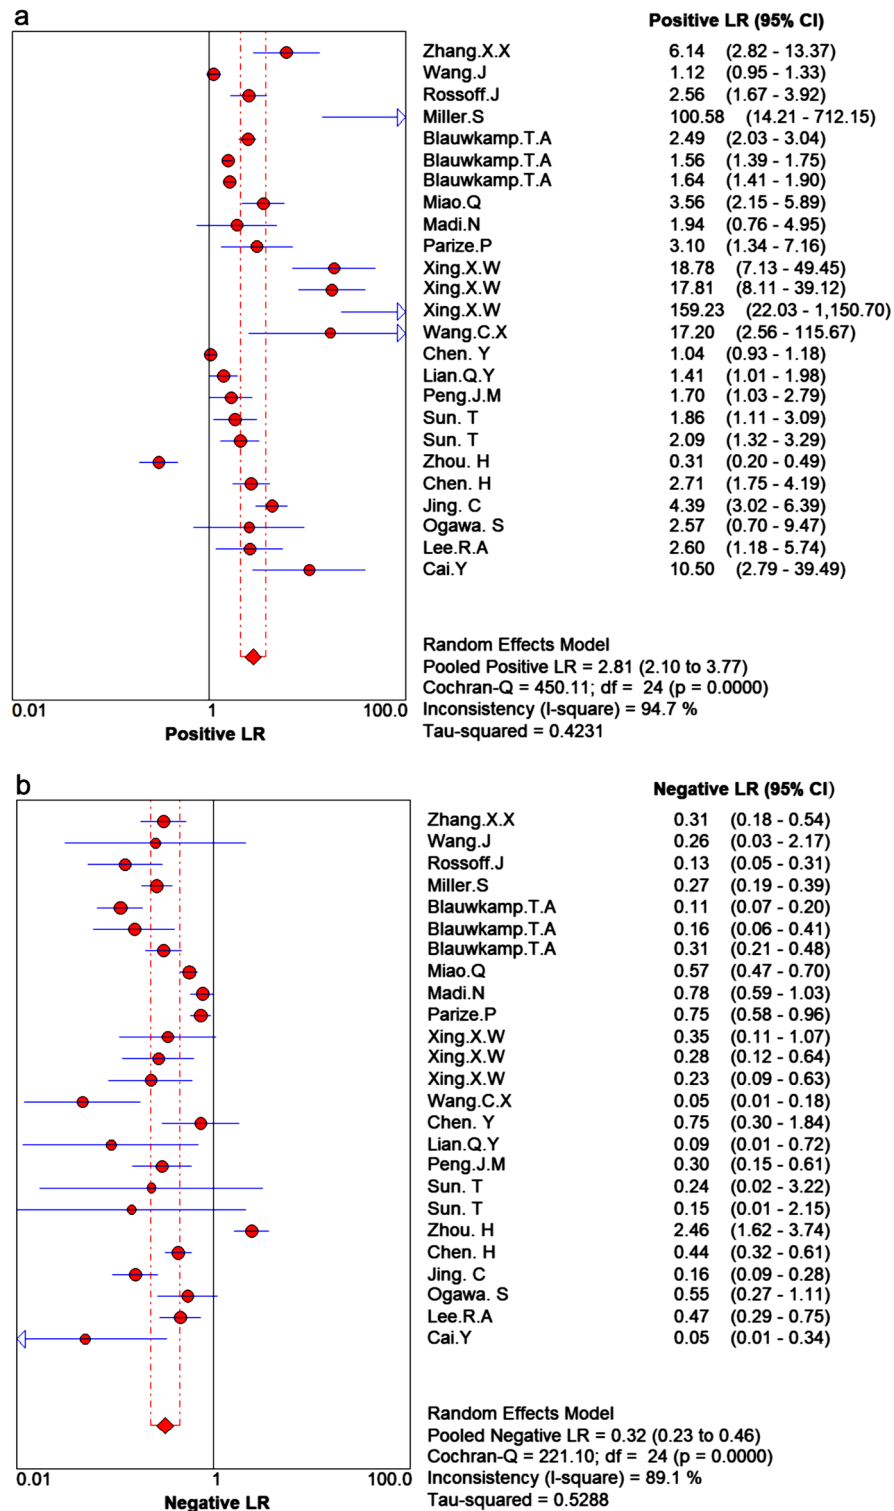 a
Positive LR (95% CI)
Zhang.X.X 6.14 (2.82 - 13.37)
Wang.J 1.12 (0.95 - 1.33)
Rossoff.J 2.56 (1.67 - 3.92)
Miller.S 100.58 (14.21 - 712.15)
Blauwkamp.T.A 2.49 (2.03 - 3.04)
Blauwkamp.T.A 1.56 (1.39 - 1.75)
Blauwkamp.T.A 1.64 (1.41 - 1.90)
Miao.Q 3.56 (2.15 - 5.89)
Madi.N 1.94 (0.76 - 4.95)
Parize.P 3.10 (1.34 - 7.16)
Xing.X.W 18.78 (7.13 - 49.45)
Xing.X.W 17.81 (8.11 - 39.12)
Xing.X.W 159.23 (22.03 - 1,150.70)
Wang.C.X 17.20 (2.56 - 115.67)
Chen. Y 1.04 (0.93 - 1.18)
Lian.Q.Y 1.41 (1.01 - 1.98)
Peng.J.M 1.70 (1.03 - 2.79)
Sun. T 1.86 (1.11 - 3.09)
Sun. T 2.09 (1.32 - 3.29)
Zhou. H 0.31 (0.20 - 0.49)
Chen. H 2.71 (1.75 - 4.19)
Jing. C 4.39 (3.02 - 6.39)
Ogawa. S 2.57 (0.70 - 9.47)
Lee.R.A 2.60 (1.18 - 5.74)
Cai.Y 10.50 (2.79 - 39.49)
Random Effects Model
Pooled Positive LR = 2.81 (2.10 to 3.77)
Cochran-Q = 450.11; df = 24 (p = 0.0000)
Inconsistency (I-square) = 94.7 %
Tau-squared = 0.4231
0.01 1 100.0
Positive LR
b
Negative LR (95% CI)
Zhang.X.X 0.31 (0.18 - 0.54)
Wang.J 0.26 (0.03 - 2.17)
Rossoff.J 0.13 (0.05 - 0.31)
Miller.S 0.27 (0.19 - 0.39)
Blauwkamp.T.A 0.11 (0.07 - 0.20)
Blauwkamp.T.A 0.16 (0.06 - 0.41)
Blauwkamp.T.A 0.31 (0.21 - 0.48)
Miao.Q 0.57 (0.47 - 0.70)
Madi.N 0.78 (0.59 - 1.03)
Parize.P 0.75 (0.58 - 0.96)
Xing.X.W 0.35 (0.11 - 1.07)
Xing.X.W 0.28 (0.12 - 0.64)
Xing.X.W 0.23 (0.09 - 0.63)
Wang.C.X 0.05 (0.01 - 0.18)
Chen. Y 0.75 (0.30 - 1.84)
Lian.Q.Y 0.09 (0.01 - 0.72)
Peng.J.M 0.30 (0.15 - 0.61)
Sun. T 0.24 (0.02 - 3.22)
Sun. T 0.15 (0.01 - 2.15)
Zhou. H 2.46 (1.62 - 3.74)
Chen. H 0.44 (0.32 - 0.61)
Jing. C 0.16 (0.09 - 0.28)
Ogawa. S 0.55 (0.27 - 1.11)
Lee.R.A 0.47 (0.29 - 0.75)
Cai.Y 0.05 (0.01 - 0.34)
Random Effects Model
Pooled Negative LR = 0.32 (0.23 to 0.46)
Cochran-Q = 221.10; df = 24 (p = 0.0000)
Inconsistency (I-square) = 89.1 %
Tau-squared = 0.5288
0.01 1 100.0
Negative LR